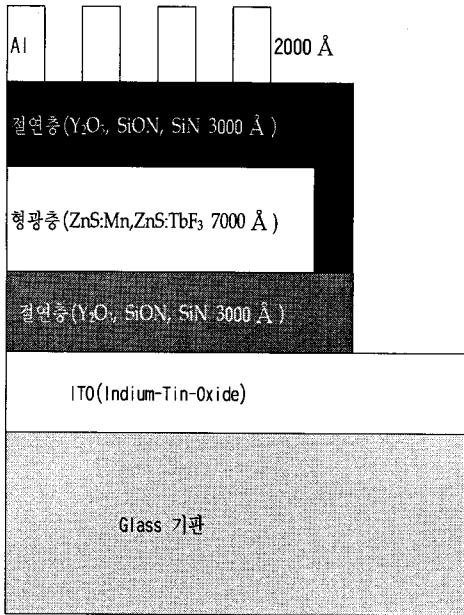 Al
2000 Å
절연층(Y₂O₃, SiON, SiN 3000 Å)
형광층(ZnS:Mn,ZnS:TbF₃ 7000 Å)
절연층(Y₂O₃, SiON, SiN 3000 Å)
ITO(Indium-Tin-Oxide)
Glass 기판